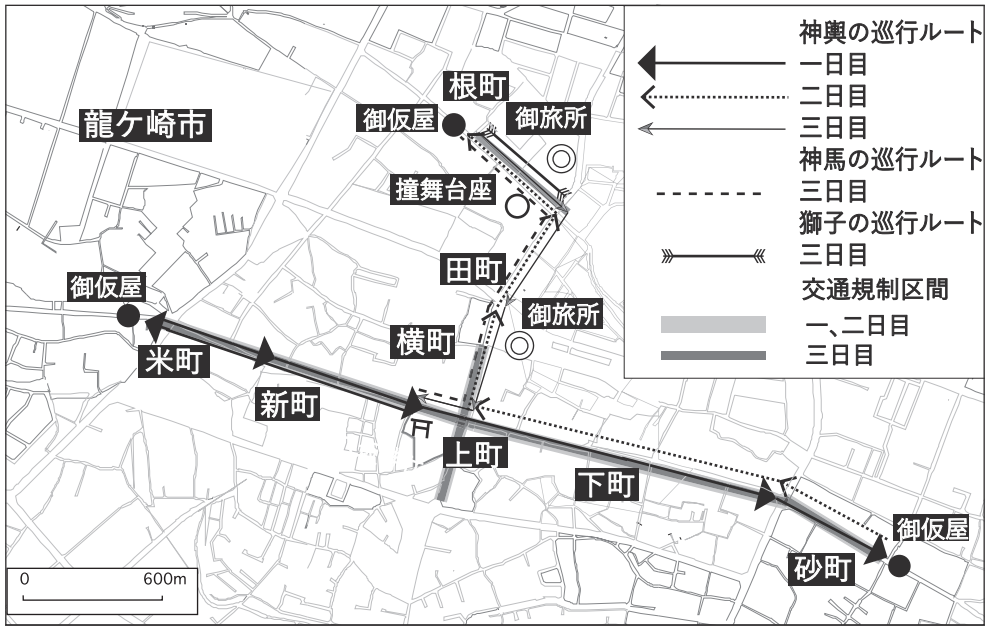 神輿の巡行ルート
一日目
二日目
三日目
神馬の巡行ルート
三日目
獅子の巡行ルート
三日目
交通規制区間
一、二日目
三日目
根町
御仮屋
御旅所
龍ケ崎市
撞舞台座
田町
御仮屋
御旅所
横町
米町
新町
上町
下町
御仮屋
砂町
0 600m